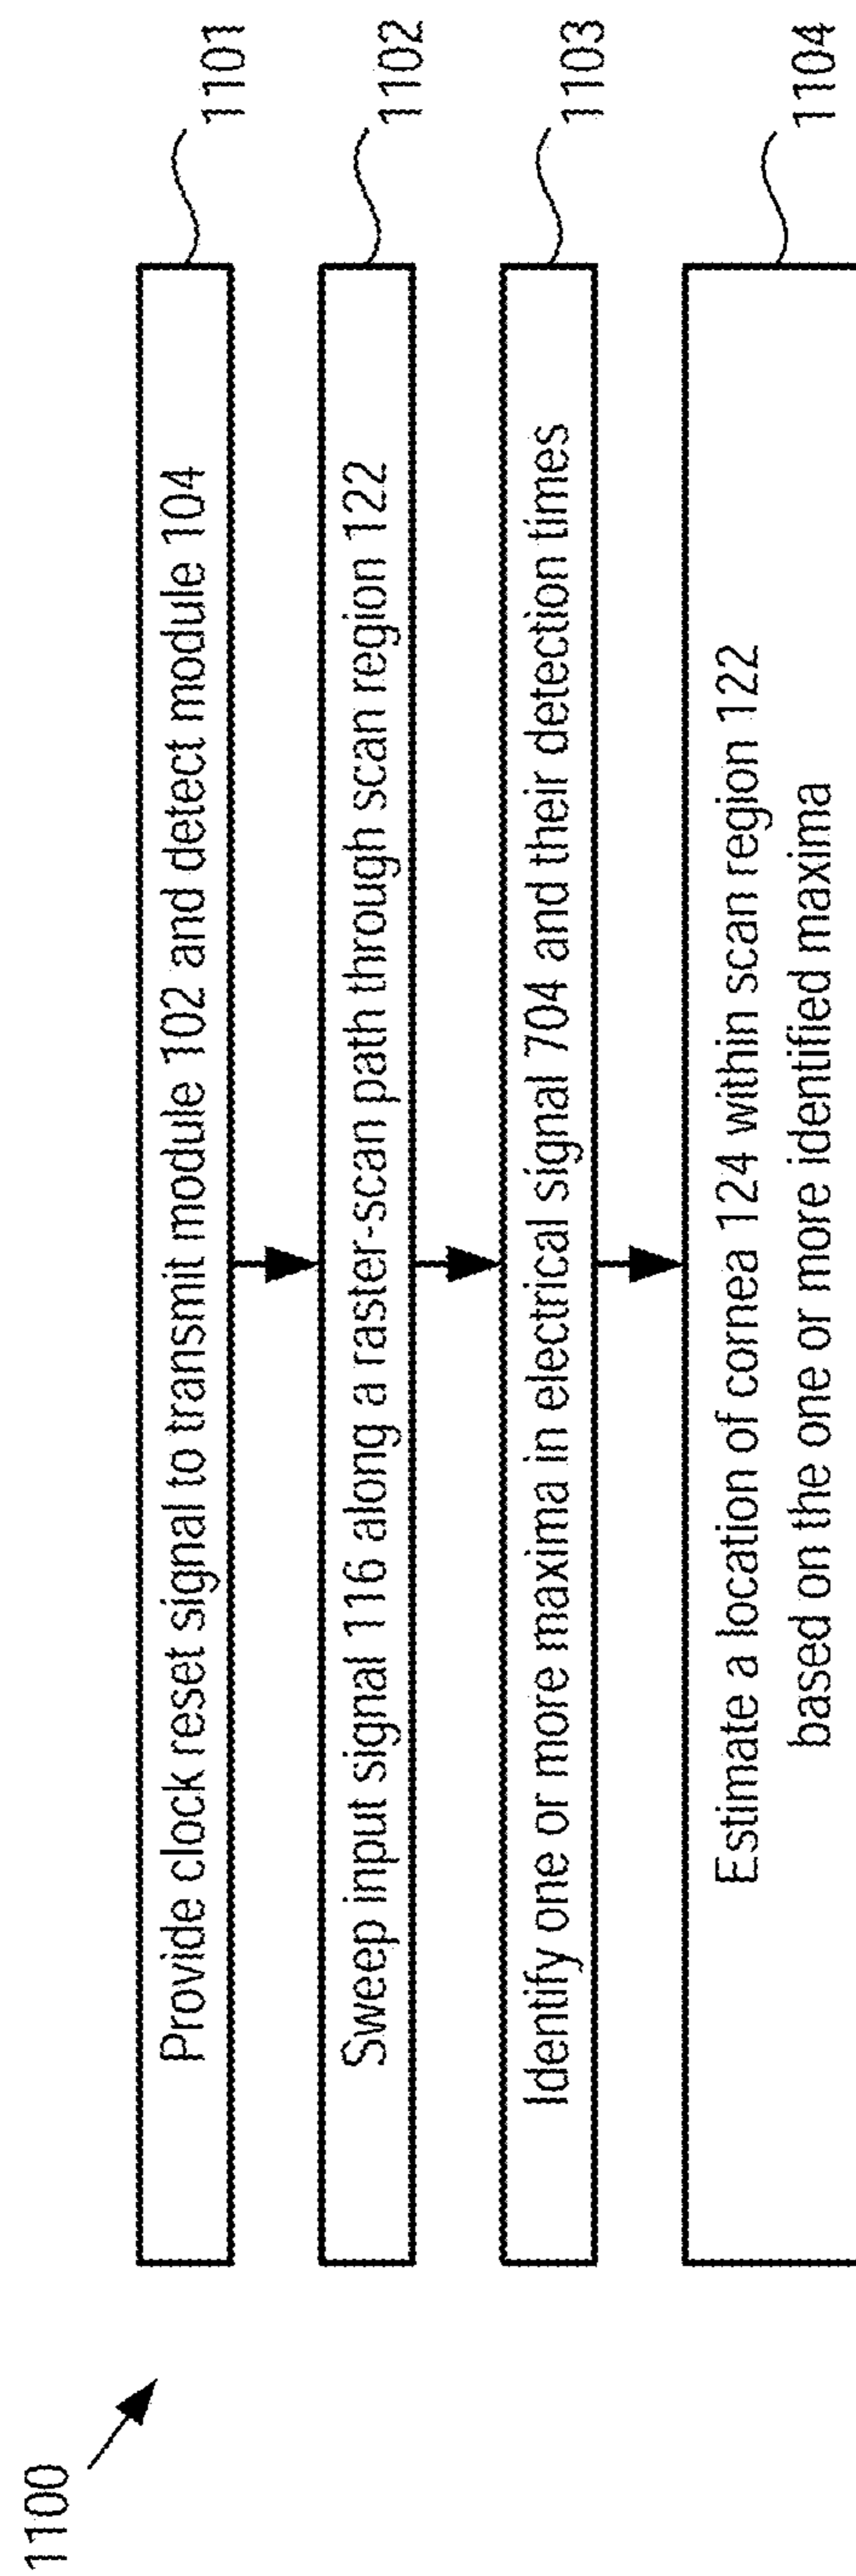 1100
Provide clock reset signal to transmit module 102 and detect module 104
1101
Sweep input signal 116 along a raster-scan path through scan region 122
1102
Identify one or more maxima in electrical signal 704 and their detection times
1103
Estimate a location of cornea 124 within scan region 122
based on the one or more identified maxima
1104